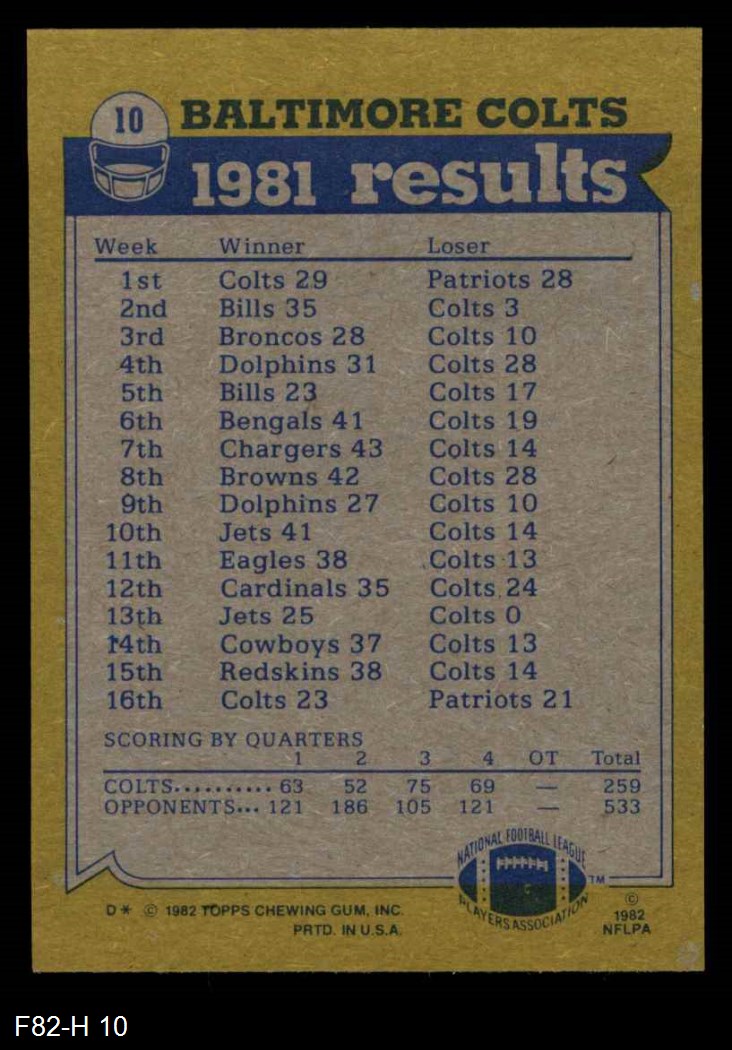 10
BALTIMORE COLTS
1981 results
Week Winner Loser
1st Colts 29 Patriots 28
2nd Bills 35 Colts 3
3rd Broncos 28 Colts 10
4th Dolphins 31 Colts 28
5th Bills 23 Colts 17
6th Bengals 41 Colts 19
7th Chargers 43 Colts 14
8th Browns 42 Colts 28
9th Dolphins 27 Colts 10
10th Jets 41 Colts 14
11th Eagles 38 Colts 13
12th Cardinals 35 Colts 24
13th Jets 25 Colts 0
14th Cowboys 37 Colts 13
15th Redskins 38 Colts 14
16th Colts 23 Patriots 21
SCORING BY QUARTERS
1 2 3 4 OT Total
COLTS.......... 63 52 75 69 — 259
OPPONENTS... 121 186 105 121 — 533
NATIONAL FOOTBALL LEAGUE
PLAYERS ASSOCIATION
TM
D* © 1982 TOPPS CHEWING GUM, INC.
PRTD. IN U.S.A.
©
1982
NFLPA
F82-H 10